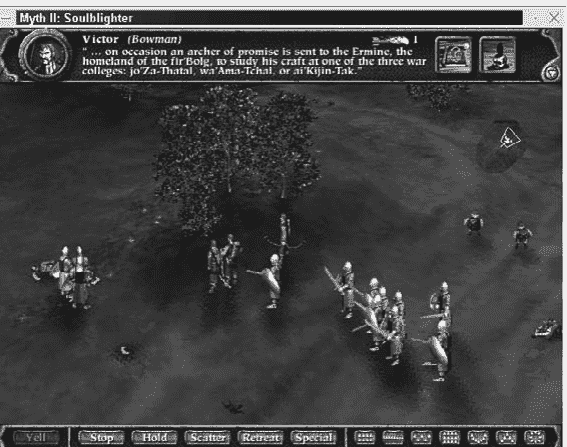 Myth II: Soulblighter
Victor (Bowman) 1
" ... on occasion an archer of promise is sent to the Ermine, the
homeland of the fir'Bolg, to study his craft at one of the three war
colleges: jo'Za-Thatal, wa'Ama-Tchal, or ai'Kijin-Tak."
Yell Stop Hold Scatter Retreat Special